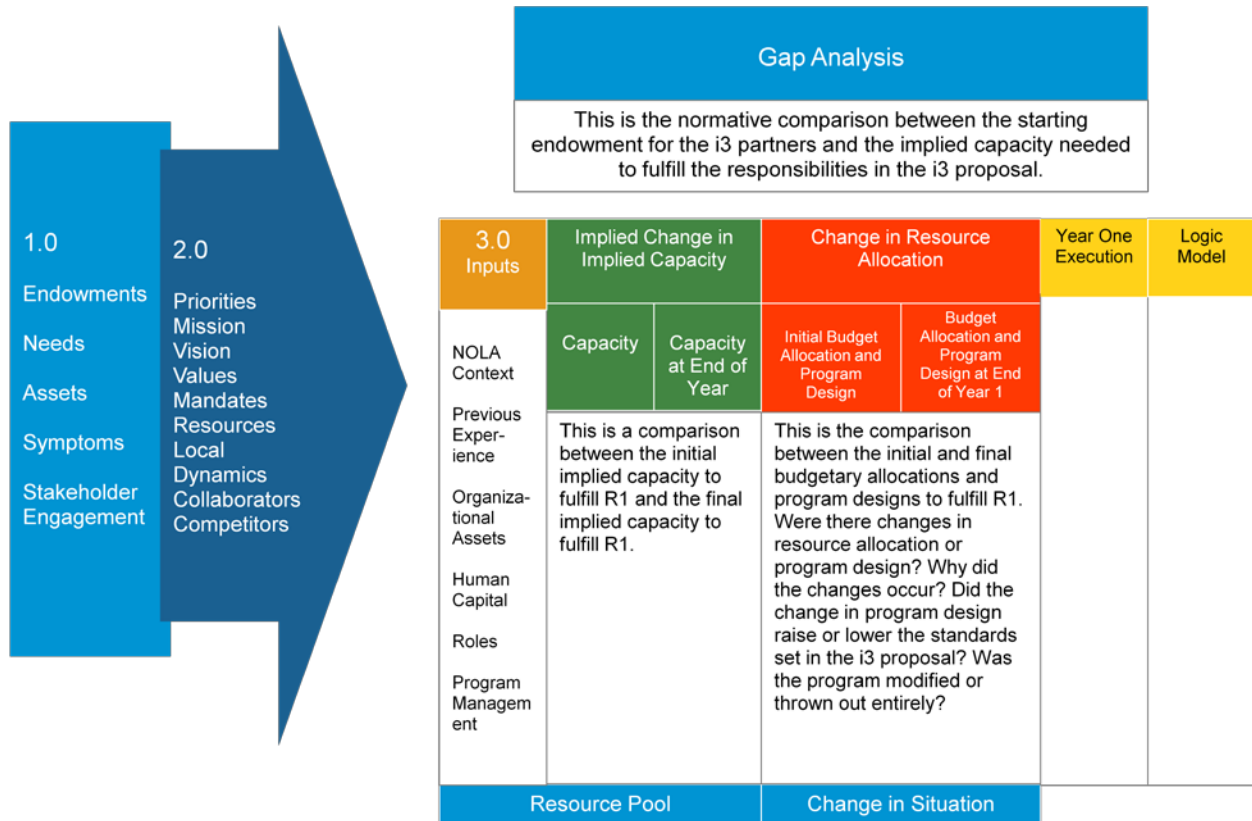 Gap Analysis
This is the normative comparison between the starting
endowment for the i3 partners and the implied capacity needed
to fulfill the responsibilities in the i3 proposal.
1.0
Endowments
Needs
Assets
Symptoms
Stakeholder
Engagement
2.0
Priorities
Mission
Vision
Values
Mandates
Resources
Local
Dynamics
Collaborators
Competitors
3.0
Inputs
NOLA
Context
Previous
Exper-
ience
Organiza-
tional
Assets
Human
Capital
Roles
Program
Managem
ent
Implied Change in
Implied Capacity
Capacity
Capacity
at End of
Year
This is a comparison
between the initial
implied capacity to
fulfill R1 and the final
implied capacity to
fulfill R1.
Change in Resource
Allocation
Initial Budget
Allocation and
Program
Design
Budget
Allocation and
Program
Design at End
of Year 1
This is the comparison
between the initial and final
budgetary allocations and
program designs to fulfill R1.
Were there changes in
resource allocation or
program design? Why did
the changes occur? Did the
change in program design
raise or lower the standards
set in the i3 proposal? Was
the program modified or
thrown out entirely?
Year One
Execution
Logic
Model
Resource Pool
Change in Situation